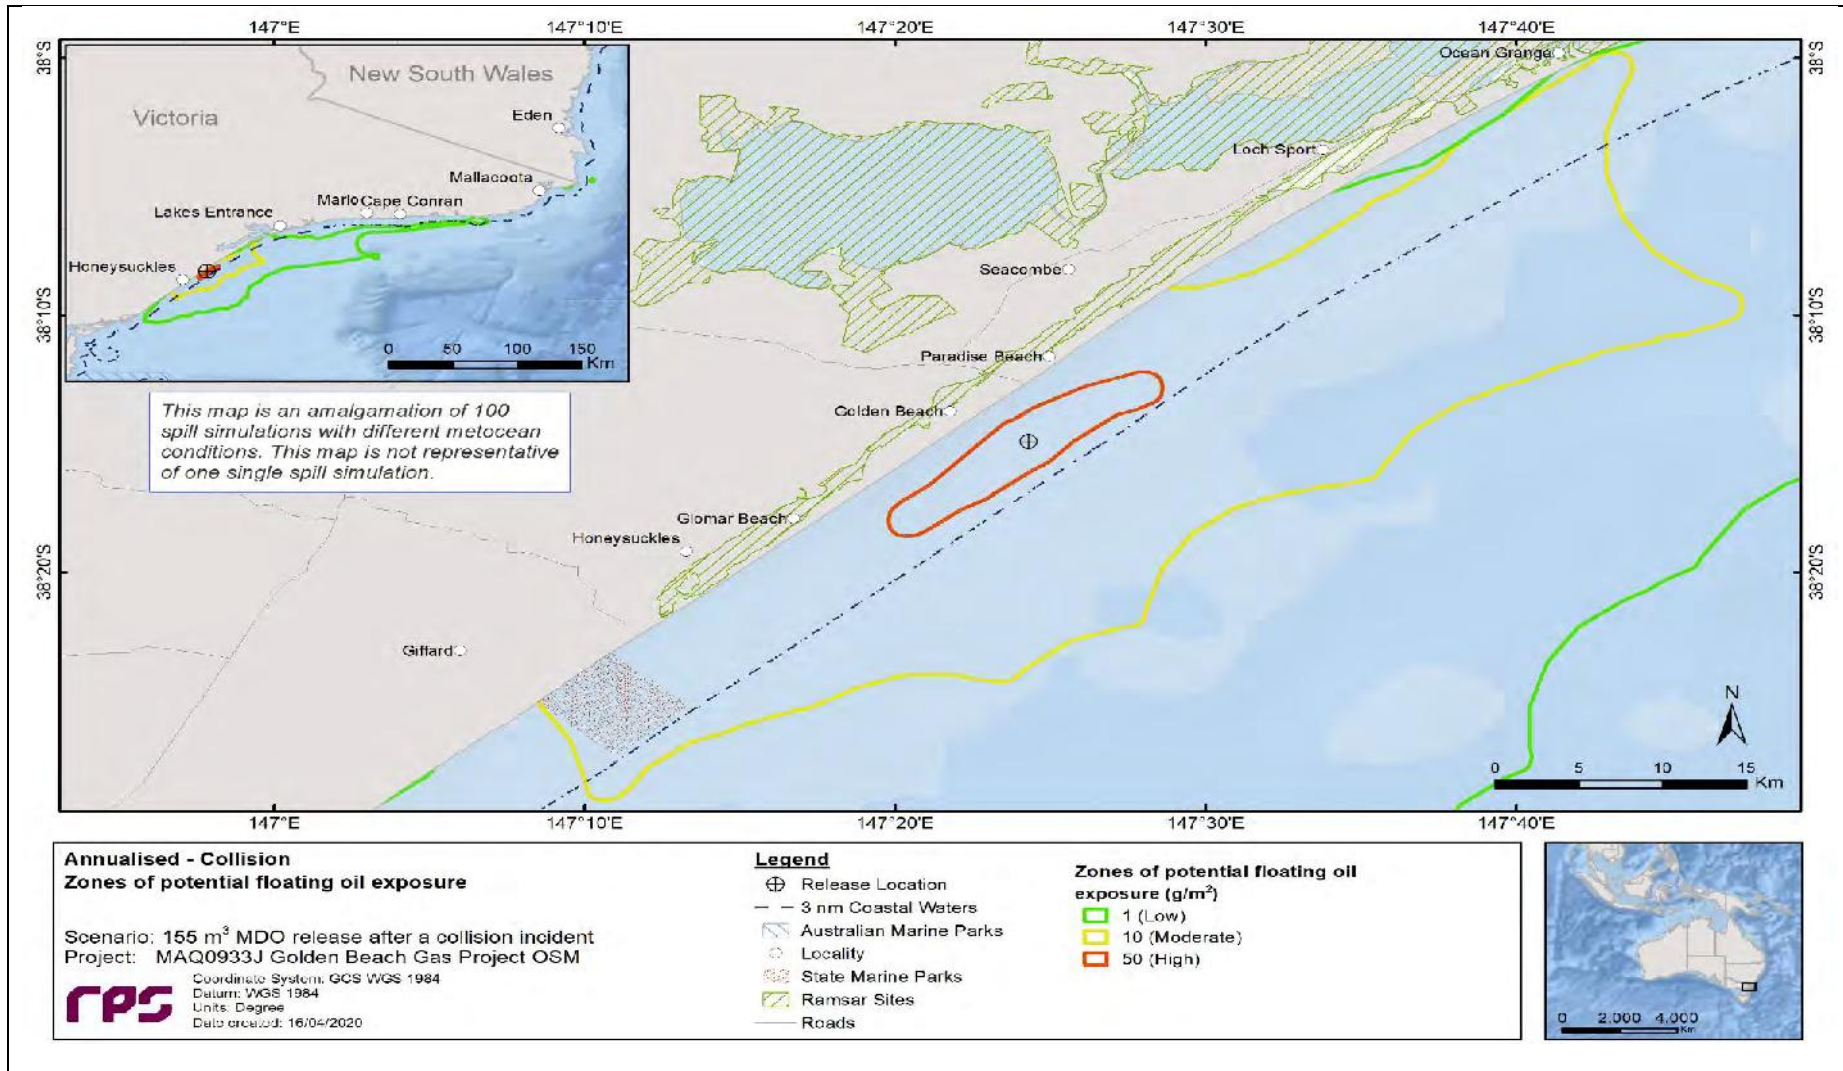 147°E 147°10'E 147°20'E 147°30'E 147°40'E
38°S
38°S
38°10'S
38°10'S
38°20'S
38°20'S
New South Wales
Victoria
Eden
Mallacoota
Marlo Cape Conran
Lakes Entrance
Honeysuckles
0 50 100 150
Km
This map is an amalgamation of 100
spill simulations with different metocean
conditions. This map is not representative
of one single spill simulation.
Ocean Grange
Loch Sport
Seacombe
Paradise Beach
Golden Beach
Glomar Beach
Honeysuckles
Giffard
N
0 5 10 15
Km
147°E 147°10'E 147°20'E 147°30'E 147°40'E
Annualised - Collision
Zones of potential floating oil exposure
Scenario: 155 m³ MDO release after a collision incident
Project: MAQ0933J Golden Beach Gas Project OSM
rps
Coordinate System: GCS WGS 1984
Datum: WGS 1984
Units: Degree
Date created: 16/04/2020
Legend
Release Location
3 nm Coastal Waters
Australian Marine Parks
Locality
State Marine Parks
Ramsar Sites
Roads
Zones of potential floating oil
exposure (g/m²)
1 (Low)
10 (Moderate)
50 (High)
0 2,000 4,000
Km